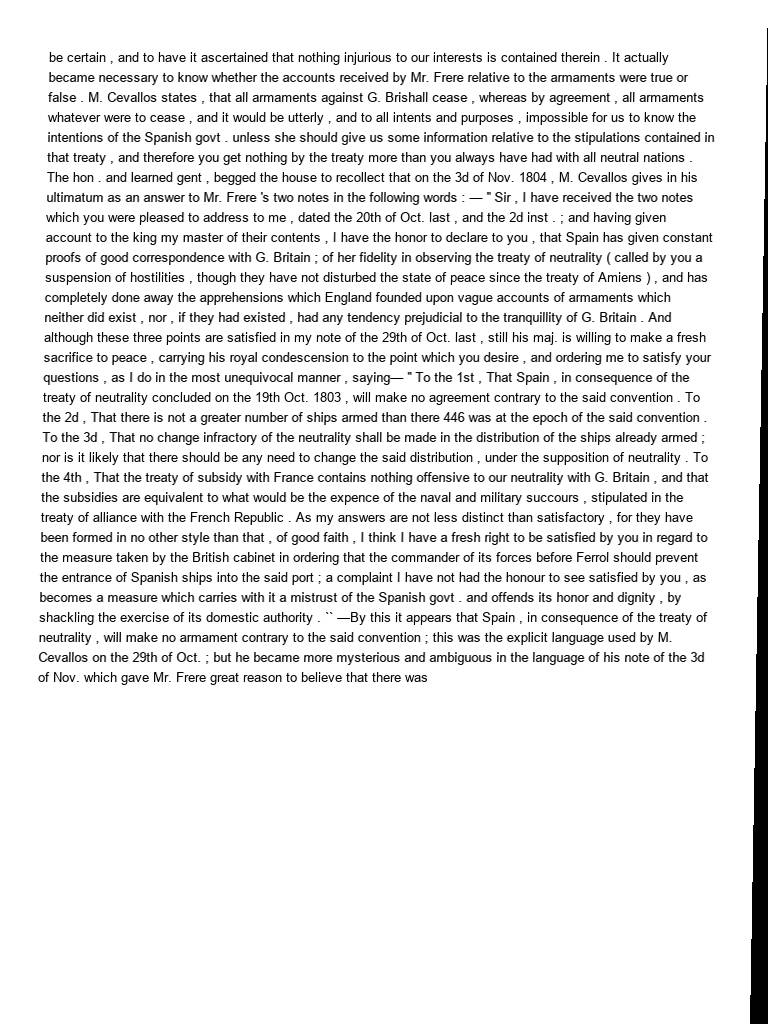 be certain , and to have it ascertained that nothing injurious to our interests is contained therein . It actually
became necessary to know whether the accounts received by Mr. Frere relative to the armaments were true or
false . M. Cevallos states , that all armaments against G. Brishall cease , whereas by agreement , all armaments
whatever were to cease , and it would be utterly , and to all intents and purposes , impossible for us to know the
intentions of the Spanish govt . unless she should give us some information relative to the stipulations contained in
that treaty , and therefore you get nothing by the treaty more than you always have had with all neutral nations .
The hon . and learned gent , begged the house to recollect that on the 3d of Nov. 1804 , M. Cevallos gives in his
ultimatum as an answer to Mr. Frere 's two notes in the following words : — " Sir , I have received the two notes
which you were pleased to address to me , dated the 20th of Oct. last , and the 2d inst . ; and having given
account to the king my master of their contents , I have the honor to declare to you , that Spain has given constant
proofs of good correspondence with G. Britain ; of her fidelity in observing the treaty of neutrality ( called by you a
suspension of hostilities , though they have not disturbed the state of peace since the treaty of Amiens ) , and has
completely done away the apprehensions which England founded upon vague accounts of armaments which
neither did exist , nor , if they had existed , had any tendency prejudicial to the tranquillity of G. Britain . And
although these three points are satisfied in my note of the 29th of Oct. last , still his maj. is willing to make a fresh
sacrifice to peace , carrying his royal condescension to the point which you desire , and ordering me to satisfy your
questions , as I do in the most unequivocal manner , saying— " To the 1st , That Spain , in consequence of the
treaty of neutrality concluded on the 19th Oct. 1803 , will make no agreement contrary to the said convention . To
the 2d , That there is not a greater number of ships armed than there 446 was at the epoch of the said convention .
To the 3d , That no change infractory of the neutrality shall be made in the distribution of the ships already armed ;
nor is it likely that there should be any need to change the said distribution , under the supposition of neutrality . To
the 4th , That the treaty of subsidy with France contains nothing offensive to our neutrality with G. Britain , and that
the subsidies are equivalent to what would be the expence of the naval and military succours , stipulated in the
treaty of alliance with the French Republic . As my answers are not less distinct than satisfactory , for they have
been formed in no other style than that , of good faith , I think I have a fresh right to be satisfied by you in regard to
the measure taken by the British cabinet in ordering that the commander of its forces before Ferrol should prevent
the entrance of Spanish ships into the said port ; a complaint I have not had the honour to see satisfied by you , as
becomes a measure which carries with it a mistrust of the Spanish govt . and offends its honor and dignity , by
shackling the exercise of its domestic authority . `` —By this it appears that Spain , in consequence of the treaty of
neutrality , will make no armament contrary to the said convention ; this was the explicit language used by M.
Cevallos on the 29th of Oct. ; but he became more mysterious and ambiguous in the language of his note of the 3d
of Nov. which gave Mr. Frere great reason to believe that there was